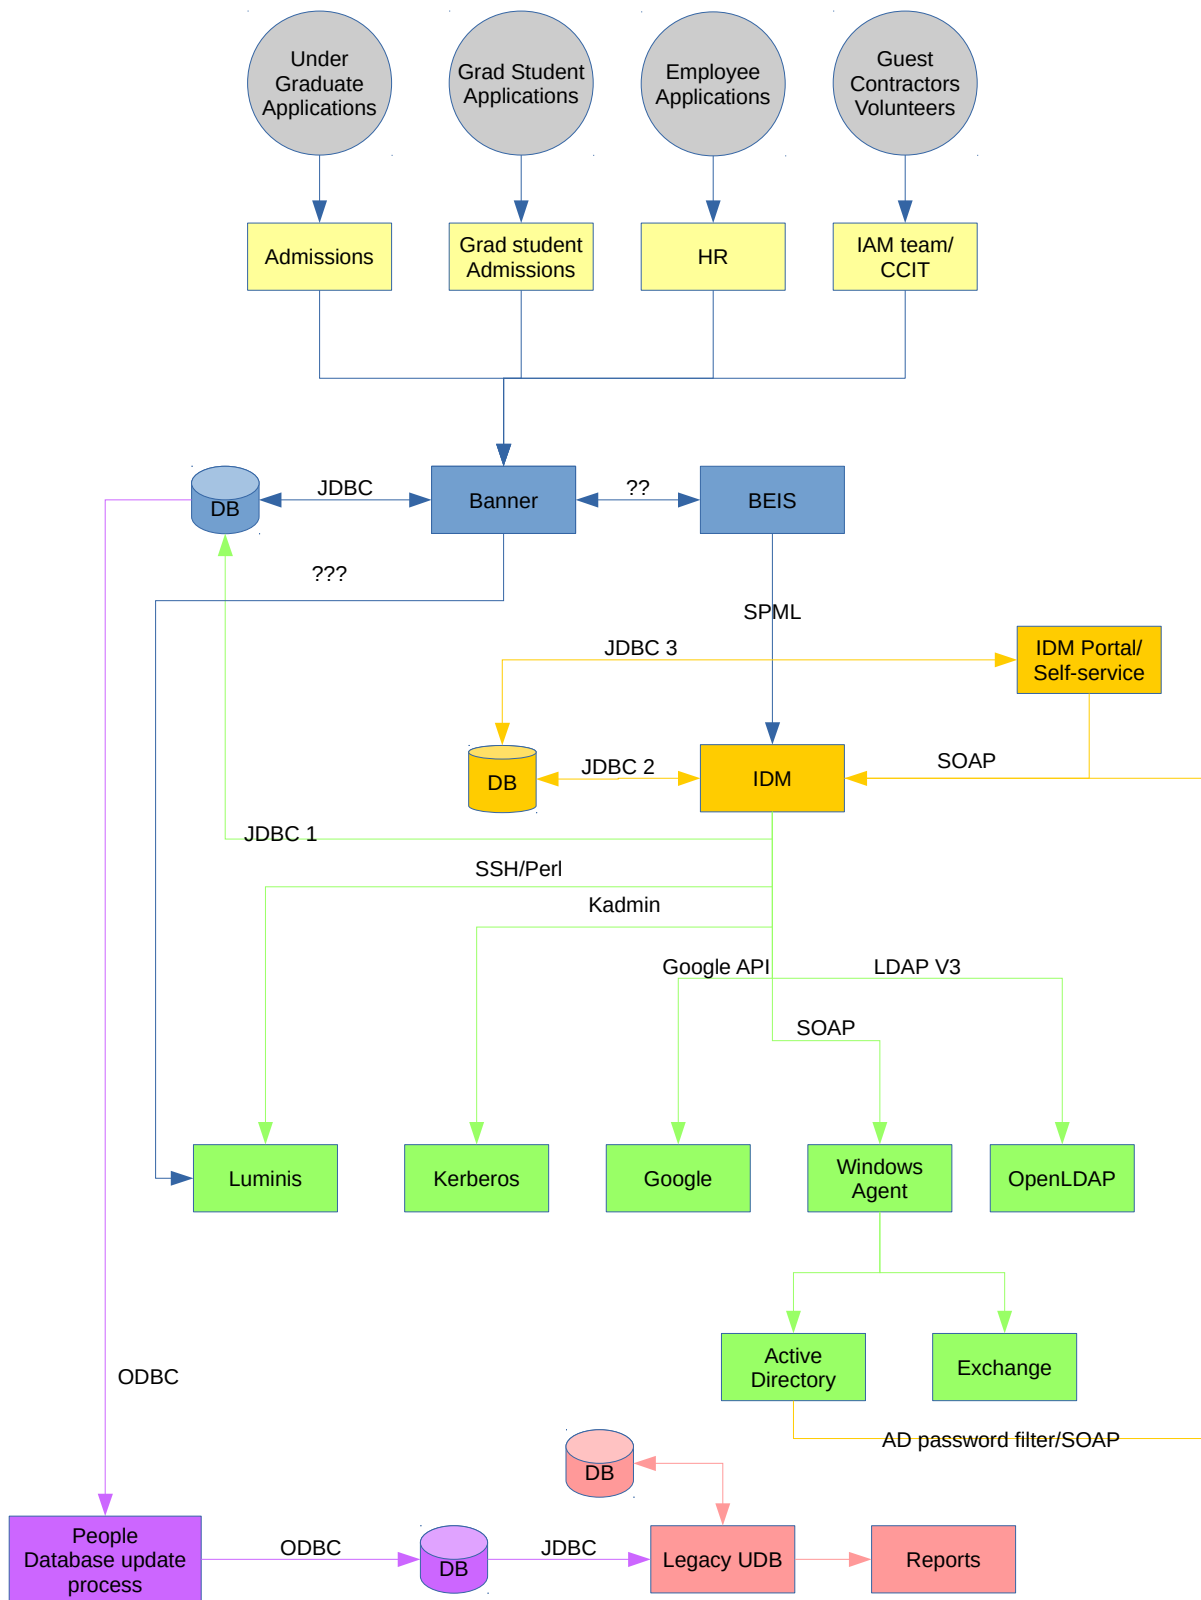 Under
Graduate
Applications
Grad Student
Applications
Employee
Applications
Guest
Contractors
Volunteers
Admissions
Grad student
Admissions
HR
IAM team/
CCIT
DB
JDBC
Banner
??
BEIS
???
SPML
JDBC 3
IDM Portal/
Self-service
DB
JDBC 2
IDM
SOAP
JDBC 1
SSH/Perl
Kadmin
Google API
LDAP V3
SOAP
Luminis
Kerberos
Google
Windows
Agent
OpenLDAP
Active
Directory
Exchange
ODBC
AD password filter/SOAP
DB
People
Database update
process
ODBC
DB
JDBC
Legacy UDB
Reports